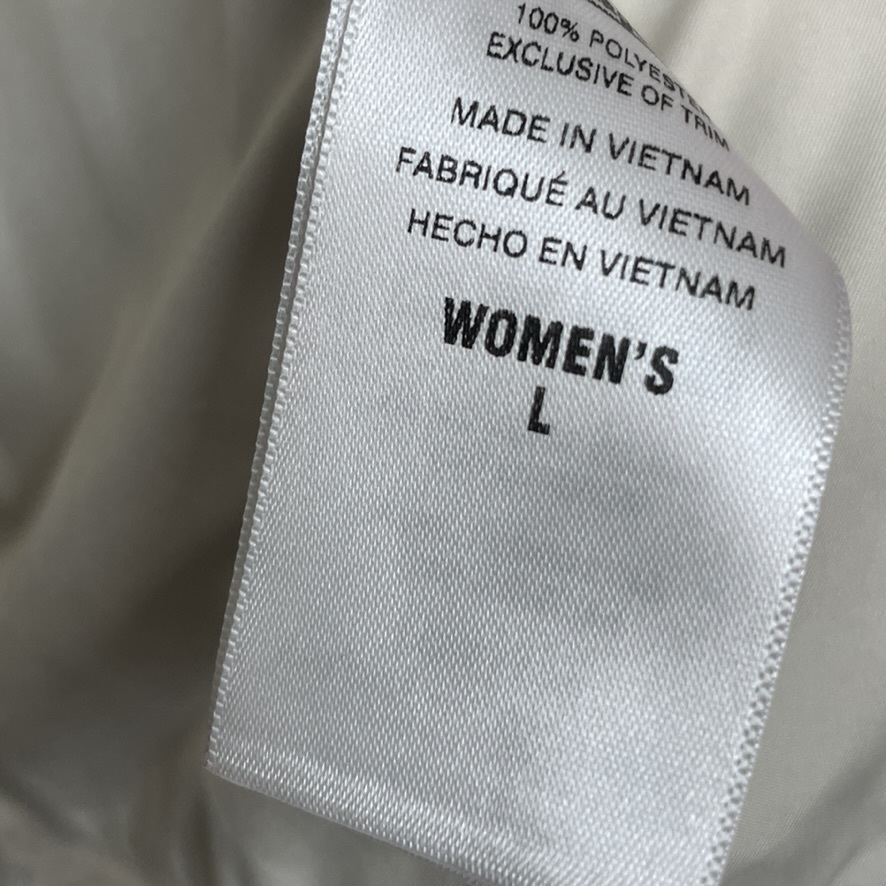 100% POLYESTER
EXCLUSIVE OF TRIM
MADE IN VIETNAM
FABRIQUÉ AU VIETNAM
HECHO EN VIETNAM
WOMEN'S
L